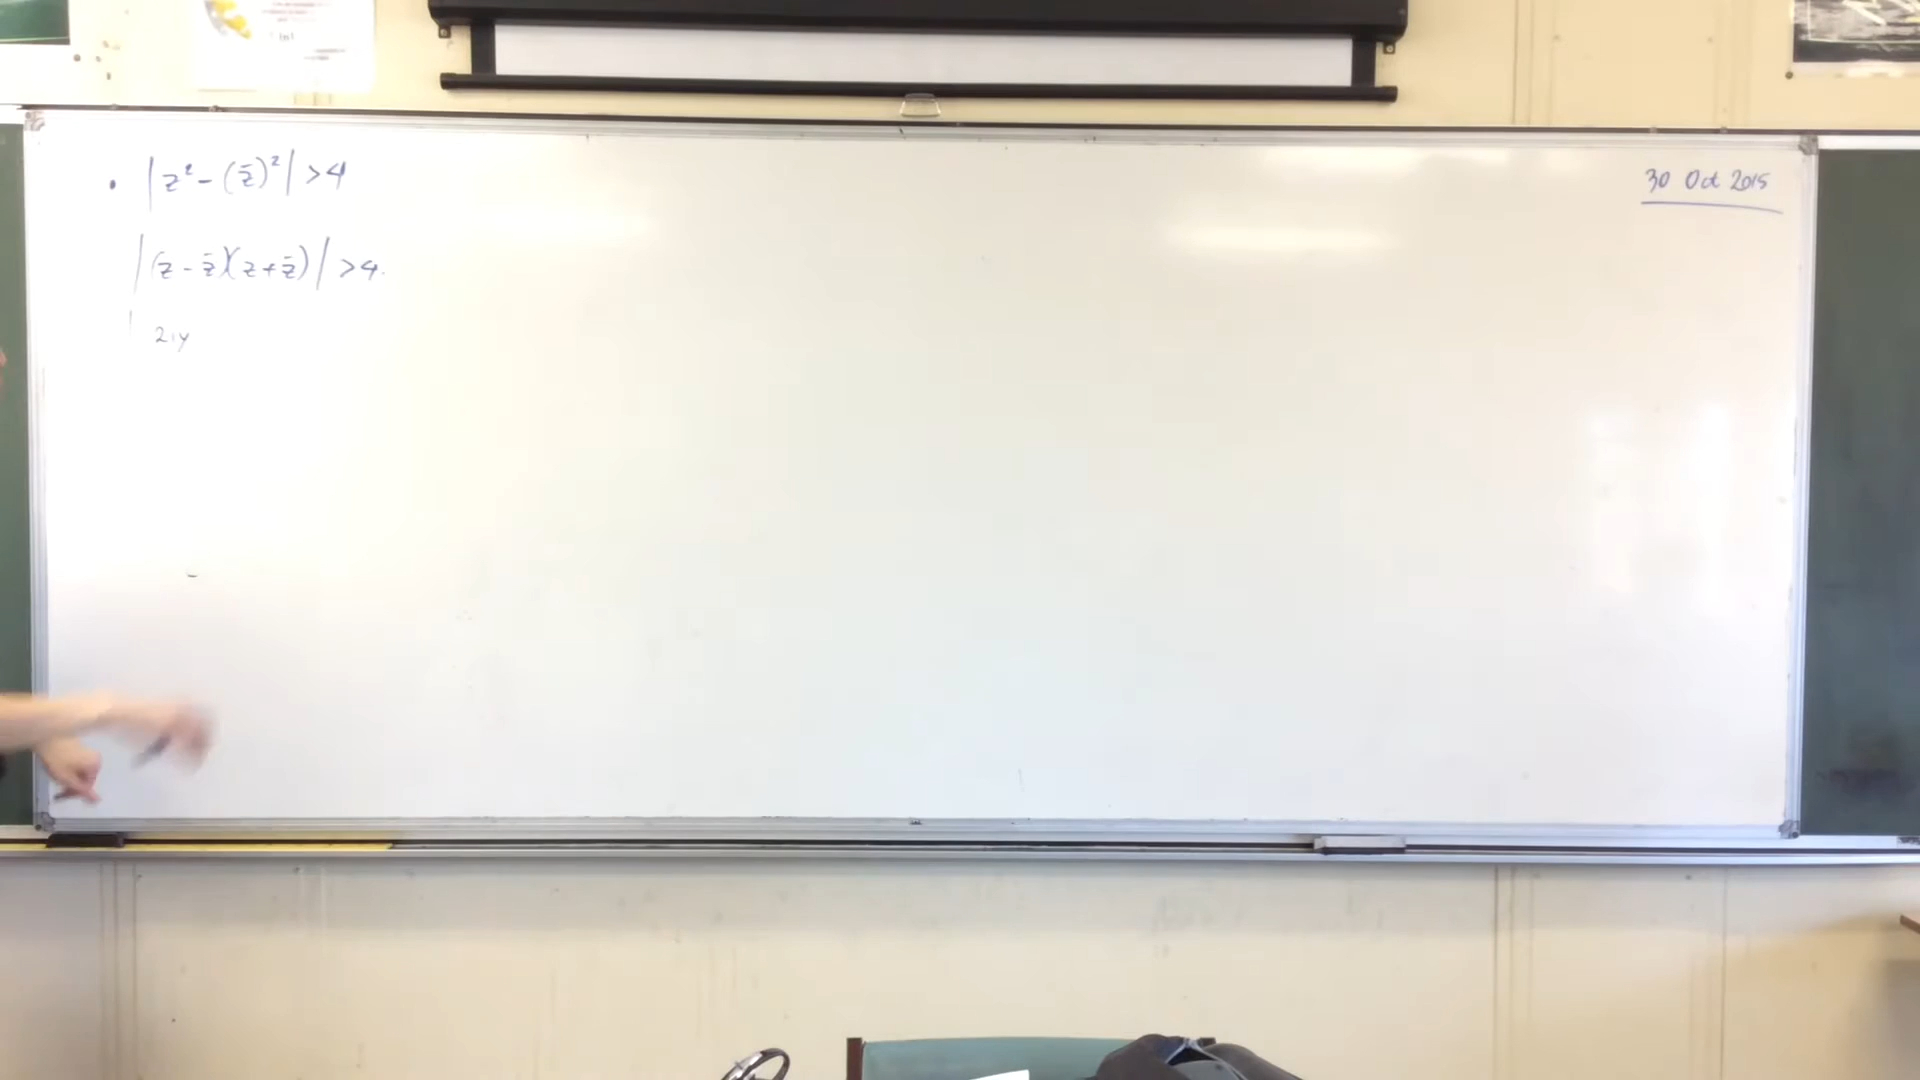 • |z² - (z̄)²| > 4
30 Oct 2015
|(z - z̄)(z + z̄)| > 4.
| 2iy